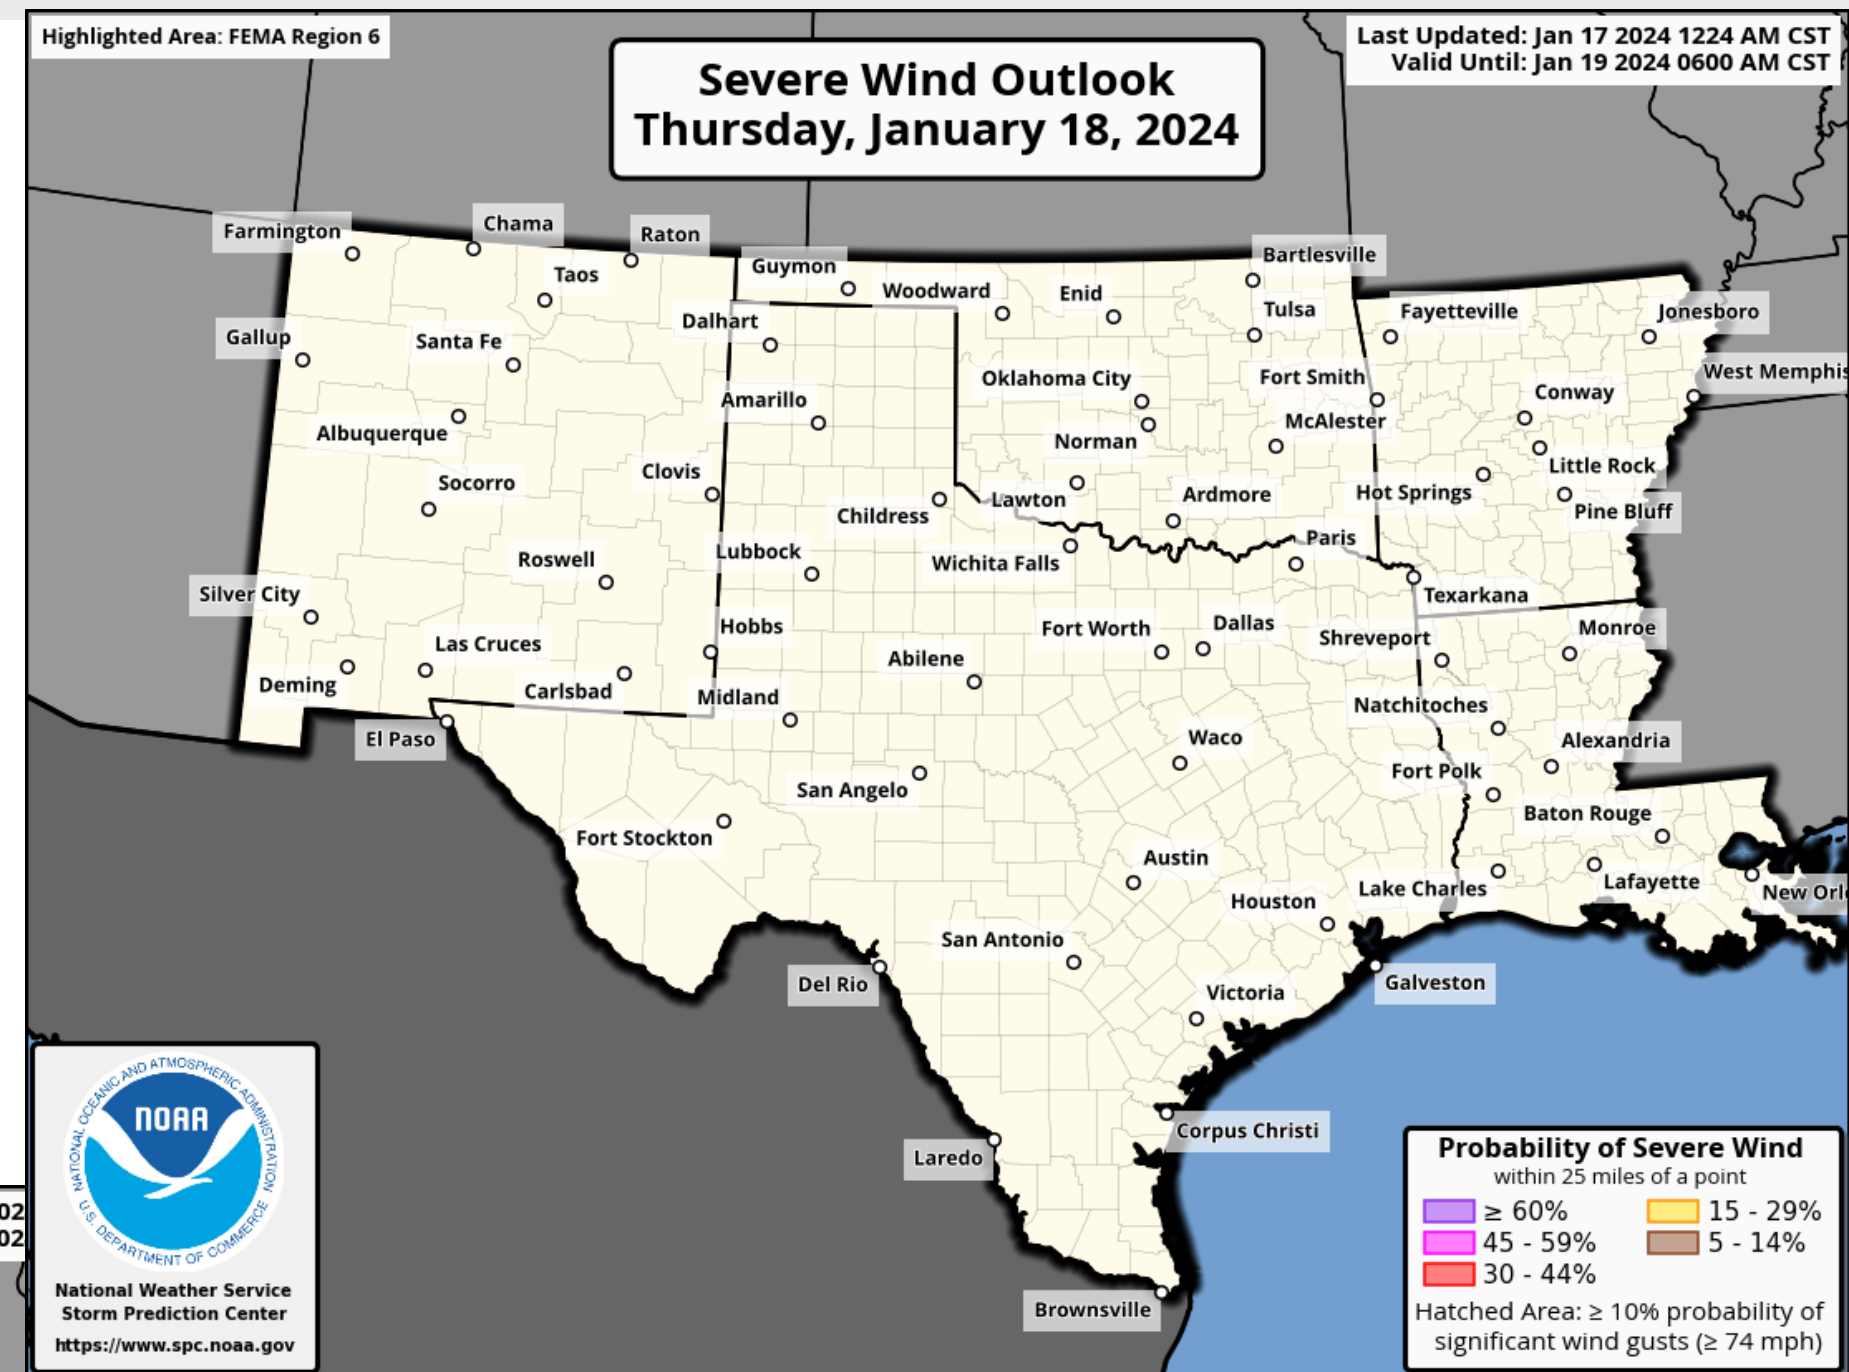 Highlighted Area: FEMA Region 6
Last Updated: Jan 17 2024 1224 AM CST
Valid Until: Jan 19 2024 0600 AM CST
Severe Wind Outlook
Thursday, January 18, 2024
Farmington
Chama
Raton
Taos
Guymon
Woodward
Enid
Bartlesville
Tulsa
Fayetteville
Jonesboro
Gallup
Santa Fe
Dalhart
Oklahoma City
Fort Smith
Conway
West Memphis
Albuquerque
Amarillo
Norman
McAlester
Little Rock
Socorro
Clovis
Childress
Lawton
Ardmore
Hot Springs
Pine Bluff
Roswell
Lubbock
Wichita Falls
Paris
Texarkana
Silver City
Las Cruces
Hobbs
Abilene
Fort Worth
Dallas
Shreveport
Monroe
Deming
Carlsbad
Midland
Natchitoches
El Paso
San Angelo
Waco
Fort Polk
Alexandria
Fort Stockton
Baton Rouge
Austin
Houston
Lake Charles
Lafayette
New Orl
San Antonio
Del Rio
Victoria
Galveston
Corpus Christi
Laredo
Brownsville
02
02
NATIONAL OCEANIC AND ATMOSPHERIC ADMINISTRATION
NOAA
U.S. DEPARTMENT OF COMMERCE
National Weather Service
Storm Prediction Center
https://www.spc.noaa.gov
Probability of Severe Wind
within 25 miles of a point
≥ 60% 15 - 29%
45 - 59% 5 - 14%
30 - 44%
Hatched Area: ≥ 10% probability of
significant wind gusts (≥ 74 mph)